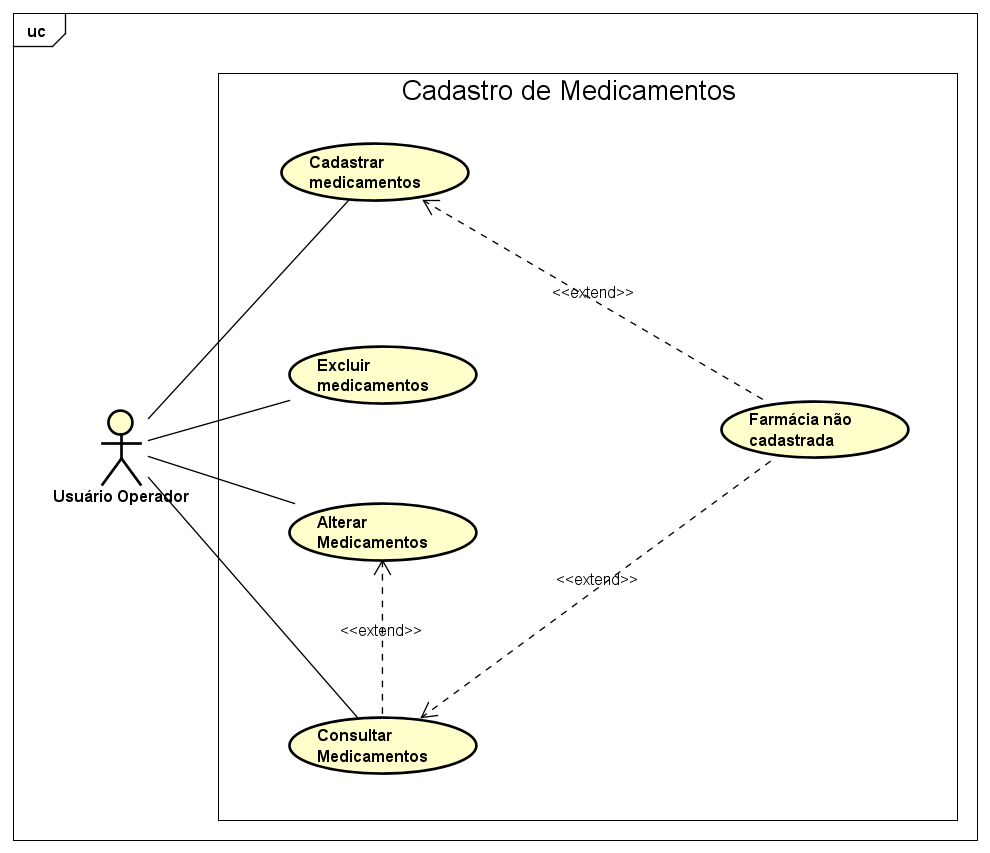 uc
Cadastro de Medicamentos
Cadastrar
medicamentos
<<extend>>
Excluir
medicamentos
Farmácia não
cadastrada
Usuário Operador
Alterar
Medicamentos
<<extend>>
<<extend>>
Consultar
Medicamentos